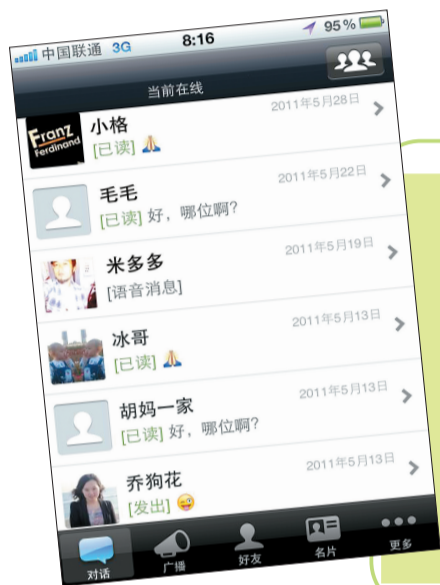 中国联通 3G 8:16 95%
当前在线
Franz
Ferdinand
小格 2011年5月28日
[已读]
毛毛 2011年5月22日
[已读] 好，哪位啊？
米多多 2011年5月19日
[语音消息]
冰哥 2011年5月13日
[已读]
胡妈一家 2011年5月13日
[已读] 好，哪位啊？
乔狗花 2011年5月13日
[发出]
对话 广播 好友 名片 更多